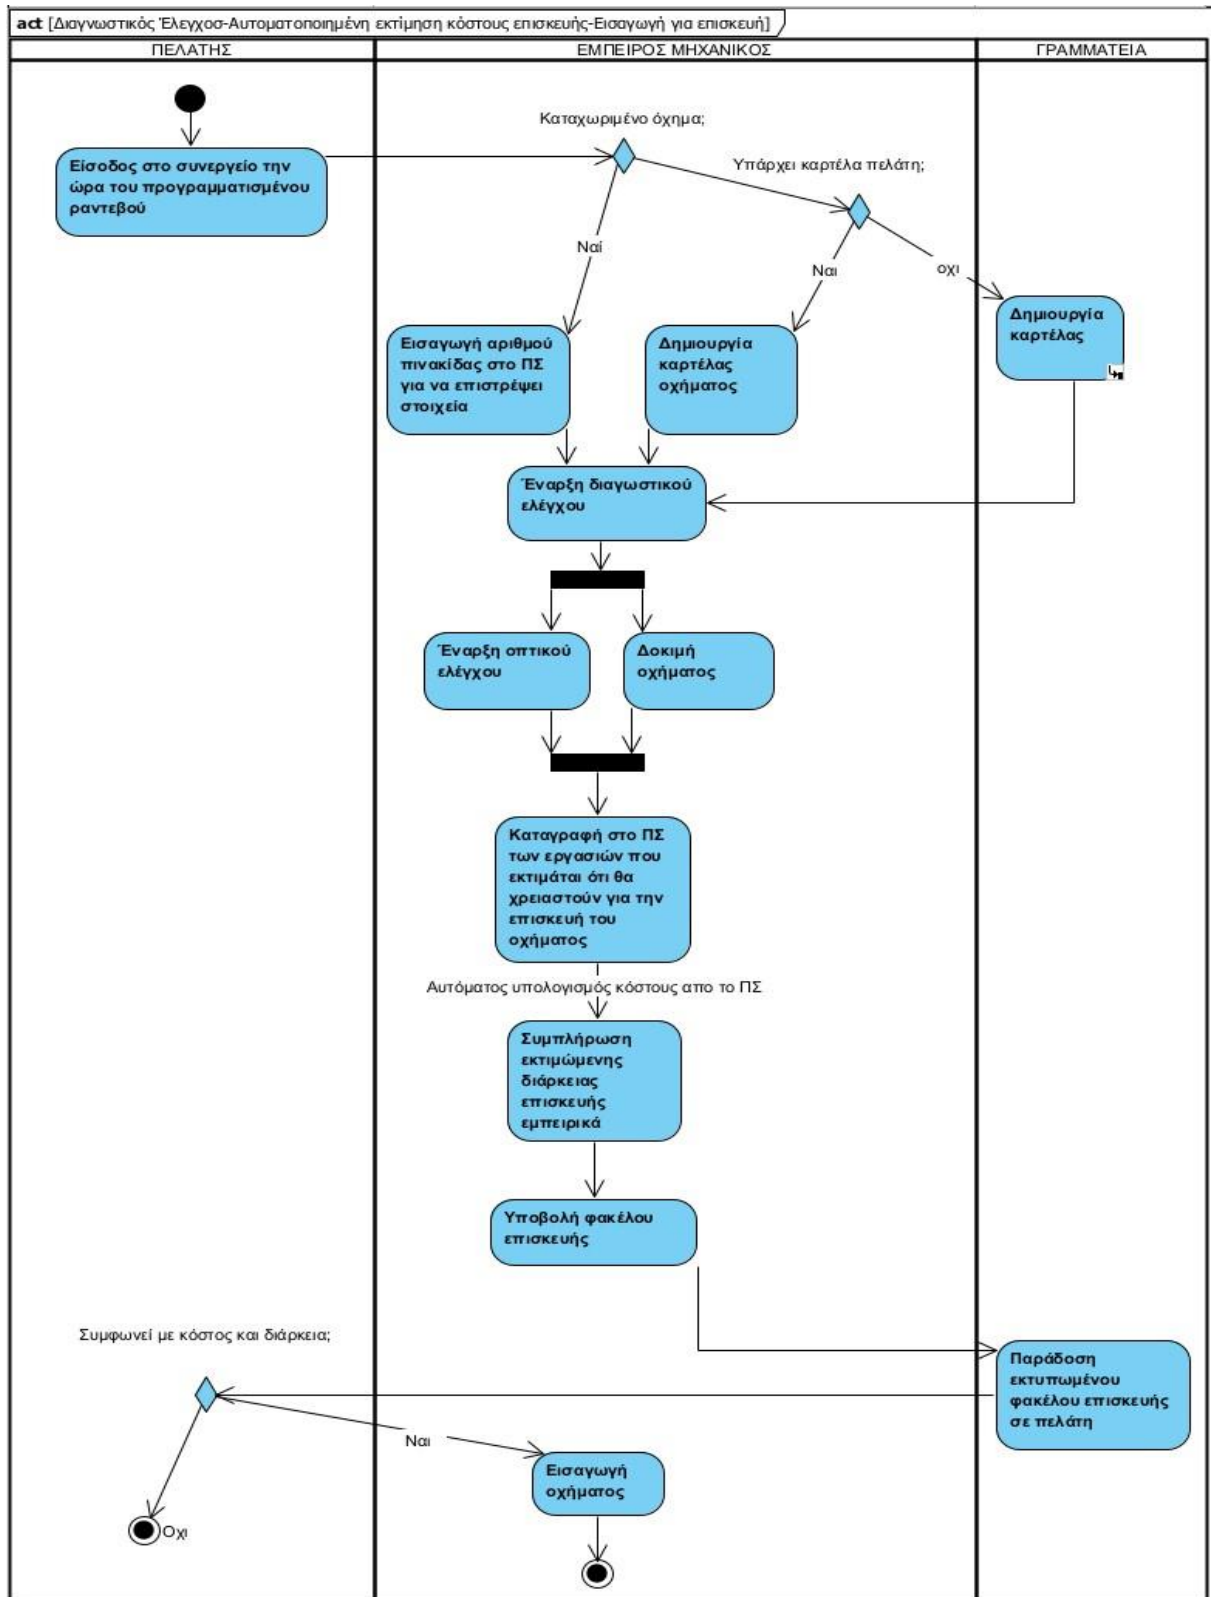 act [Διαγνωστικός Έλεγχοσ-Αυτοματοποιημένη εκτίμηση κόστους επισκευής-Εισαγωγή για επισκευή]
ΠΕΛΑΤΗΣ
ΕΜΠΕΙΡΟΣ ΜΗΧΑΝΙΚΟΣ
ΓΡΑΜΜΑΤΕΙΑ
Καταχωριμένο όχημα;
Είσοδος στο συνεργείο την
ώρα του προγραμματισμένου
ραντεβού
Υπάρχει καρτέλα πελάτη;
Ναί
Ναι
οχι
Εισαγωγή αριθμού
πινακίδας στο ΠΣ
για να επιστρέψει
στοιχεία
Δημιουργία
καρτέλας
οχήματος
Δημιουργία
καρτέλας
Έναρξη διαγωστικού
ελέγχου
Έναρξη οπτικού
ελέγχου
Δοκιμή
οχήματος
Καταγραφή στο ΠΣ
των εργασιών που
εκτιμάται ότι θα
χρειαστούν για την
επισκευή του
οχήματος
Αυτόματος υπολογισμός κόστους απο το ΠΣ
Συμπλήρωση
εκτιμώμενης
διάρκειας
επισκευής
εμπειρικά
Υποβολή φακέλου
επισκευής
Συμφωνεί με κόστος και διάρκεια;
Παράδοση
εκτυπωμένου
φακέλου επισκευής
σε πελάτη
Ναι
Εισαγωγή
οχήματος
Οχι